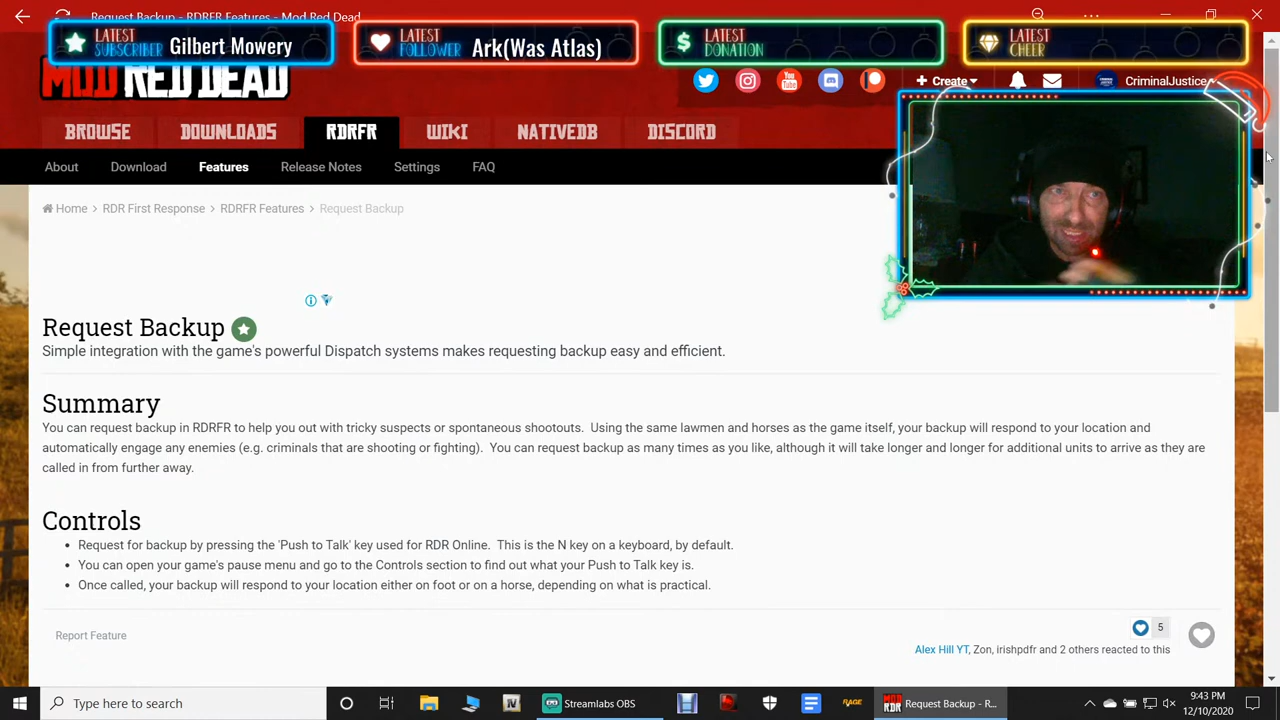 Request Backup - RDRFR Features - Mod Red Dead
LATEST SUBSCRIBER Gilbert Mowery
LATEST FOLLOWER Ark(Was Atlas)
LATEST DONATION
LATEST CHEER
MOD RED DEAD
You Tube
+ Create
CriminalJustice
BROWSE DOWNLOADS RDRFR WIKI NATIVEDB DISCORD
About Download Features Release Notes Settings FAQ
Home > RDR First Response > RDRFR Features > Request Backup
Request Backup
Simple integration with the game's powerful Dispatch systems makes requesting backup easy and efficient.
Summary
You can request backup in RDRFR to help you out with tricky suspects or spontaneous shootouts. Using the same lawmen and horses as the game itself, your backup will respond to your location and
automatically engage any enemies (e.g. criminals that are shooting or fighting). You can request backup as many times as you like, although it will take longer and longer for additional units to arrive as they are
called in from further away.
Controls
• Request for backup by pressing the 'Push to Talk' key used for RDR Online. This is the N key on a keyboard, by default.
• You can open your game's pause menu and go to the Controls section to find out what your Push to Talk key is.
• Once called, your backup will respond to your location either on foot or on a horse, depending on what is practical.
Report Feature
5
Alex Hill YT, Zon, irishpdfr and 2 others reacted to this
Type here to search
IV
Streamlabs OBS
RAGE
MOD RDR
Request Backup - R...
9:43 PM
12/10/2020